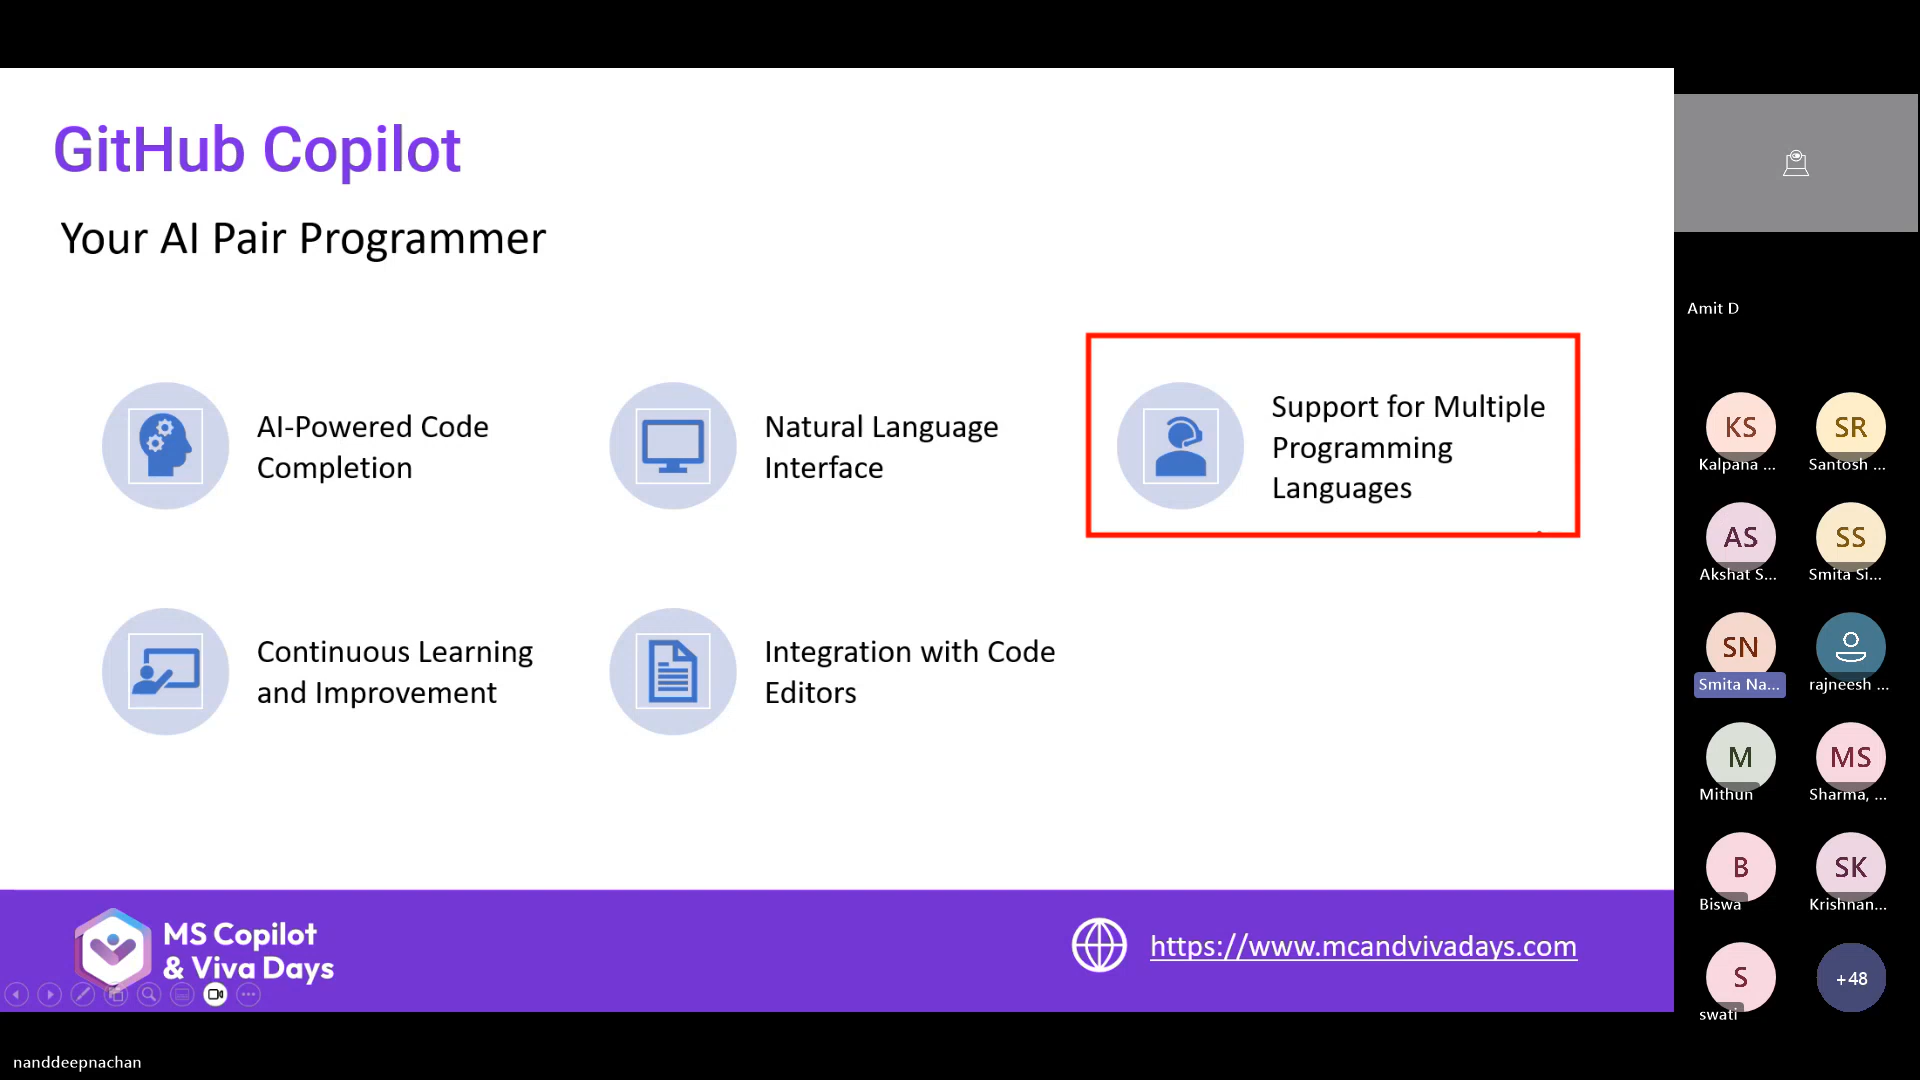 GitHub Copilot
Your AI Pair Programmer
AI-Powered Code
Completion
Natural Language
Interface
Support for Multiple
Programming
Languages
Continuous Learning
and Improvement
Integration with Code
Editors
MS Copilot
& Viva Days
https://www.mcandvivadays.com
nanddeepnachan
Amit D
KS
Kalpana ...
SR
Santosh ...
AS
Akshat S...
SS
Smita Si...
SN
Smita Na...
rajneesh ...
M
Mithun
MS
Sharma, ...
B
Biswa
SK
Krishnan...
S
swati
+48